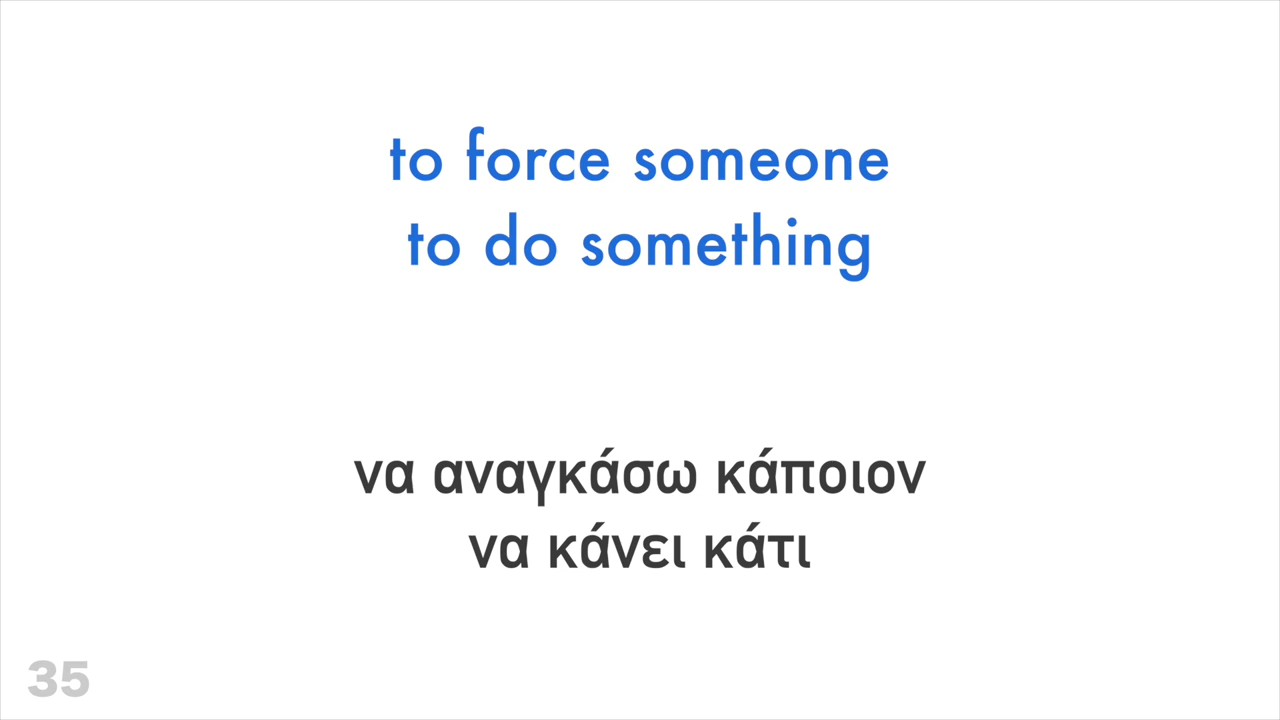 to force someone
to do something
να αναγκάσω κάποιον
να κάνει κάτι
35